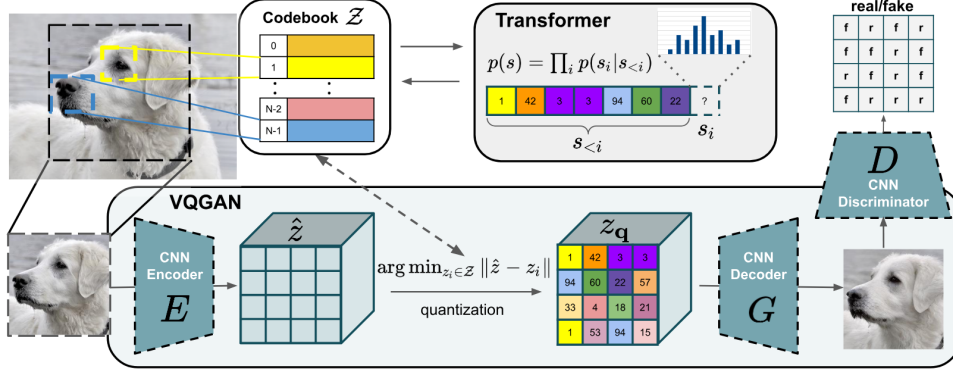 Codebook 𝒵
0
1
⋮ ⋮
N-2
N-1
Transformer
p(s) = ∏ᵢ p(sᵢ|s<ᵢ)
1 42 3 3 94 60 22 ?
s<ᵢ sᵢ
real/fake
f r f r
f f r f
r f r f
f r r r
VQGAN
CNN
Encoder
E
ẑ
arg min_{zᵢ∈𝒵} ‖ẑ − zᵢ‖
quantization
z_q
1 42 3 3
94 60 22 57
33 4 18 21
1 53 94 15
CNN
Decoder
G
D
CNN
Discriminator